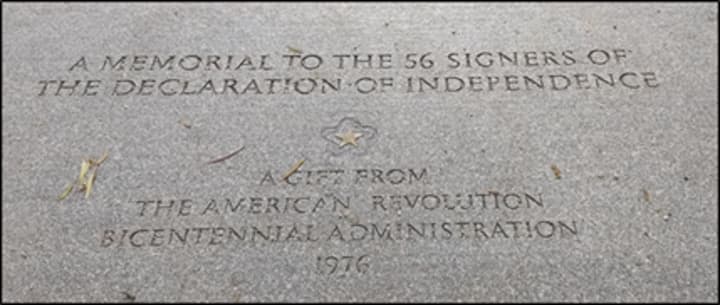 A MEMORIAL TO THE 56 SIGNERS OF
THE DECLARATION OF INDEPENDENCE
A GIFT FROM
THE AMERICAN REVOLUTION
BICENTENNIAL ADMINISTRATION
1976